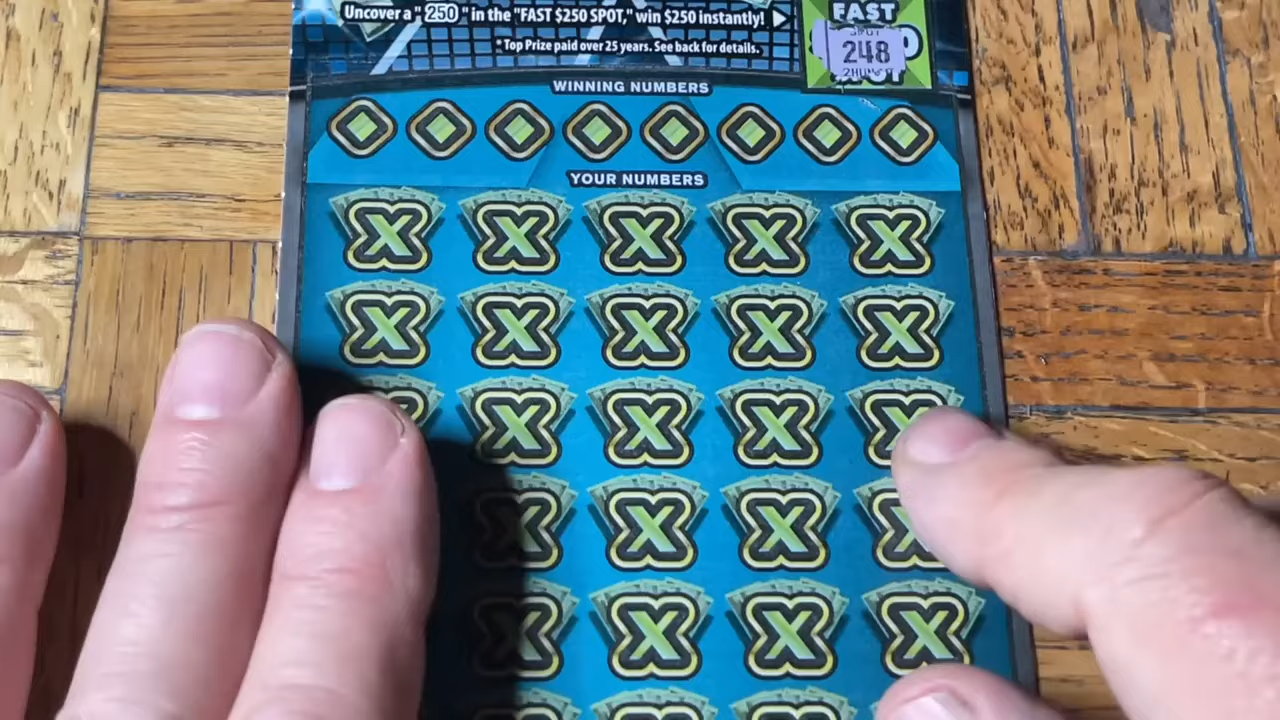 Uncover a "250" in the "FAST $250 SPOT," win $250 instantly!
*Top Prize paid over 25 years. See back for details.
FAST
248
WINNING NUMBERS
YOUR NUMBERS
X X X X X
X X X X X
X X X X
X X X X
X X X X